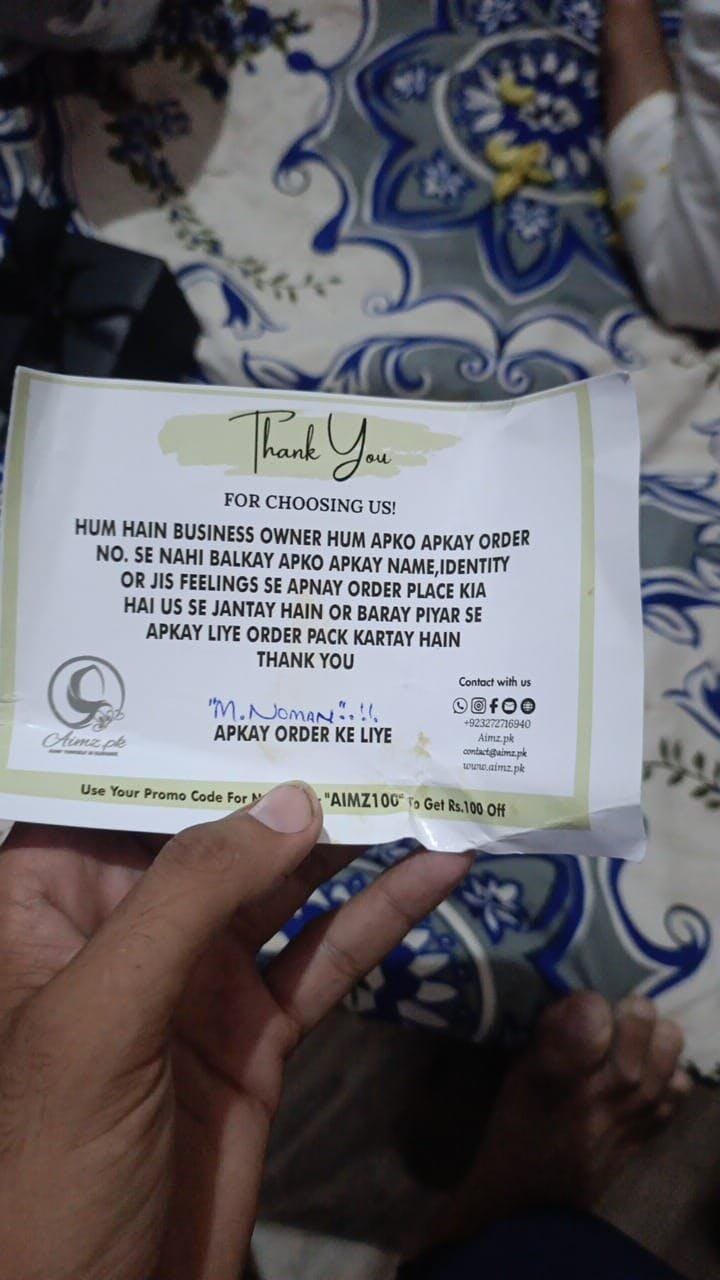 Thank You
FOR CHOOSING US!
HUM HAIN BUSINESS OWNER HUM APKO APKAY ORDER
NO. SE NAHI BALKAY APKO APKAY NAME,IDENTITY
OR JIS FEELINGS SE APNAY ORDER PLACE KIA
HAI US SE JANTAY HAIN OR BARAY PIYAR SE
APKAY LIYE ORDER PACK KARTAY HAIN
THANK YOU
"M. NOMAN"..!!
APKAY ORDER KE LIYE
Aimz.pk
Contact with us
+923272716940
Aimz.pk
contact@aimz.pk
www.aimz.pk
Use Your Promo Code For "AIMZ100" To Get Rs.100 Off